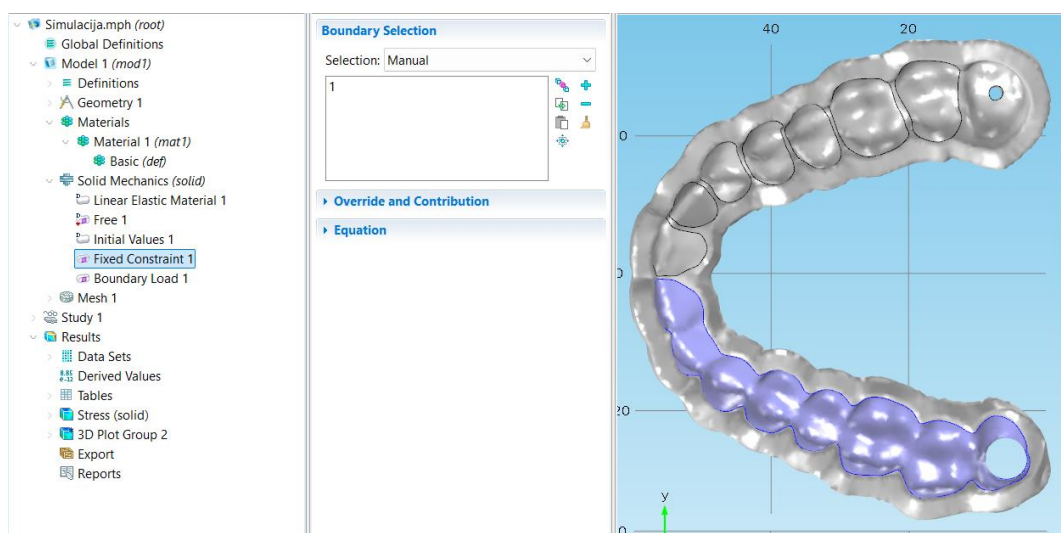 Simulacija.mph (root)
Global Definitions
Model 1 (mod1)
Definitions
Geometry 1
Materials
Material 1 (mat1)
Basic (def)
Solid Mechanics (solid)
Linear Elastic Material 1
Free 1
Initial Values 1
Fixed Constraint 1
Boundary Load 1
Mesh 1
Study 1
Results
Data Sets
Derived Values
Tables
Stress (solid)
3D Plot Group 2
Export
Reports
Boundary Selection
Selection: Manual
1
Override and Contribution
Equation
40 20
0
0
20
y
0